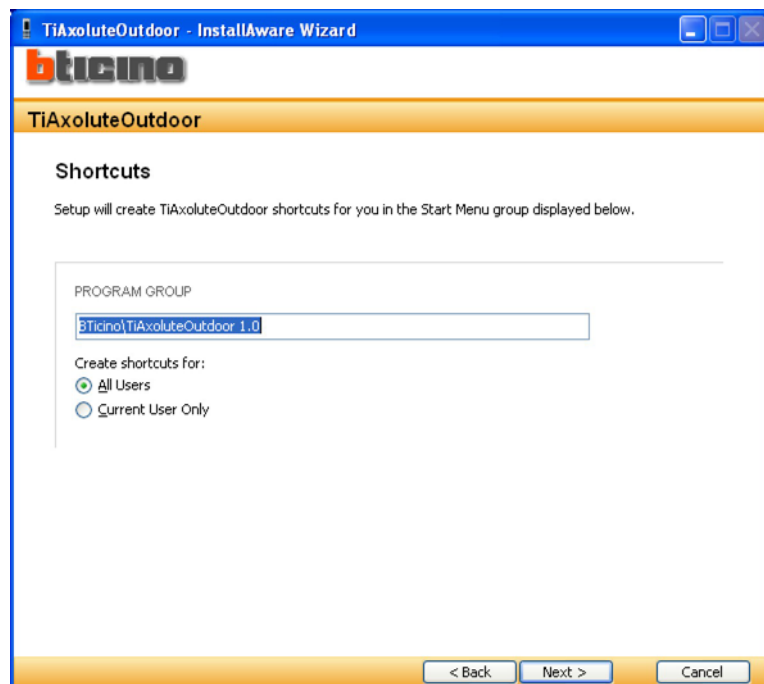 TiAxoluteOutdoor - InstallAware Wizard
bticino
TiAxoluteOutdoor
Shortcuts
Setup will create TiAxoluteOutdoor shortcuts for you in the Start Menu group displayed below.
PROGRAM GROUP
BTicino\TiAxoluteOutdoor 1.0
Create shortcuts for:
All Users
Current User Only
< Back Next > Cancel